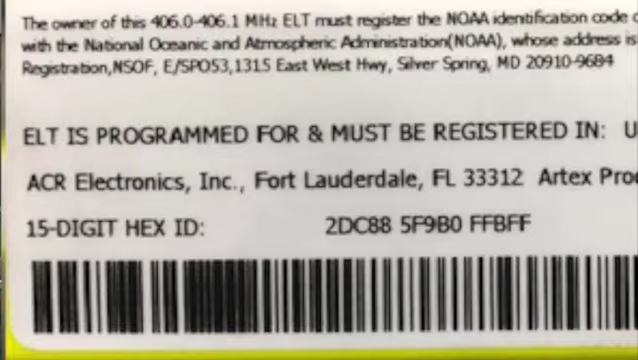 The owner of this 406.0-406.1 MHz ELT must register the NOAA identification code
with the National Oceanic and Atmospheric Administration(NOAA), whose address is
Registration,NSOF, E/SPO53,1315 East West Hwy, Silver Spring, MD 20910-9684
ELT IS PROGRAMMED FOR & MUST BE REGISTERED IN: U
ACR Electronics, Inc., Fort Lauderdale, FL 33312 Artex Pro
15-DIGIT HEX ID: 2DC88 5F9B0 FFBFF